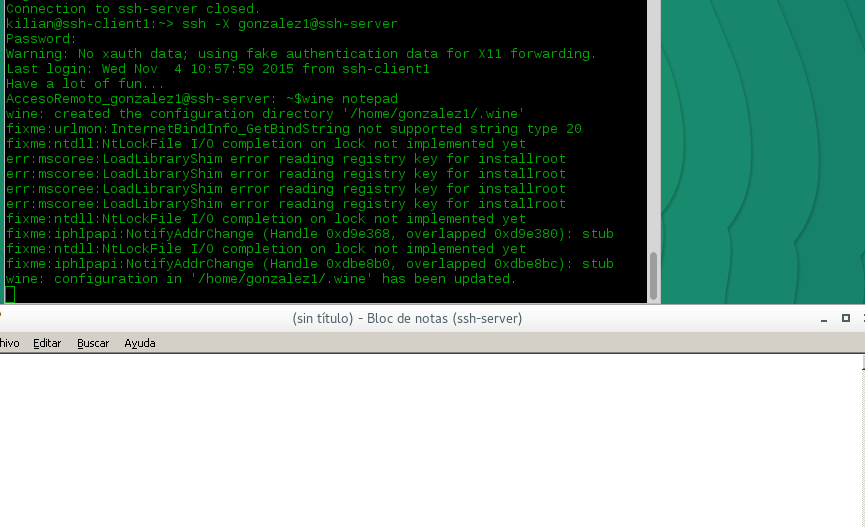 Connection to ssh-server closed.
kilian@ssh-client1:~> ssh -X gonzalez1@ssh-server
Password:
Warning: No xauth data; using fake authentication data for X11 forwarding.
Last login: Wed Nov  4 10:57:59 2015 from ssh-client1
Have a lot of fun...
AccesoRemoto_gonzalez1@ssh-server: ~$wine notepad
wine: created the configuration directory '/home/gonzalez1/.wine'
fixme:urlmon:InternetBindInfo_GetBindString not supported string type 20
fixme:ntdll:NtLockFile I/O completion on lock not implemented yet
err:mscoree:LoadLibraryShim error reading registry key for installroot
err:mscoree:LoadLibraryShim error reading registry key for installroot
err:mscoree:LoadLibraryShim error reading registry key for installroot
err:mscoree:LoadLibraryShim error reading registry key for installroot
fixme:ntdll:NtLockFile I/O completion on lock not implemented yet
fixme:iphlpapi:NotifyAddrChange (Handle 0xd9e368, overlapped 0xd9e380): stub
fixme:ntdll:NtLockFile I/O completion on lock not implemented yet
fixme:iphlpapi:NotifyAddrChange (Handle 0xdbe8b0, overlapped 0xdbe8bc): stub
wine: configuration in '/home/gonzalez1/.wine' has been updated.
(sin título) - Bloc de notas (ssh-server)
hivo Editar Buscar Ayuda